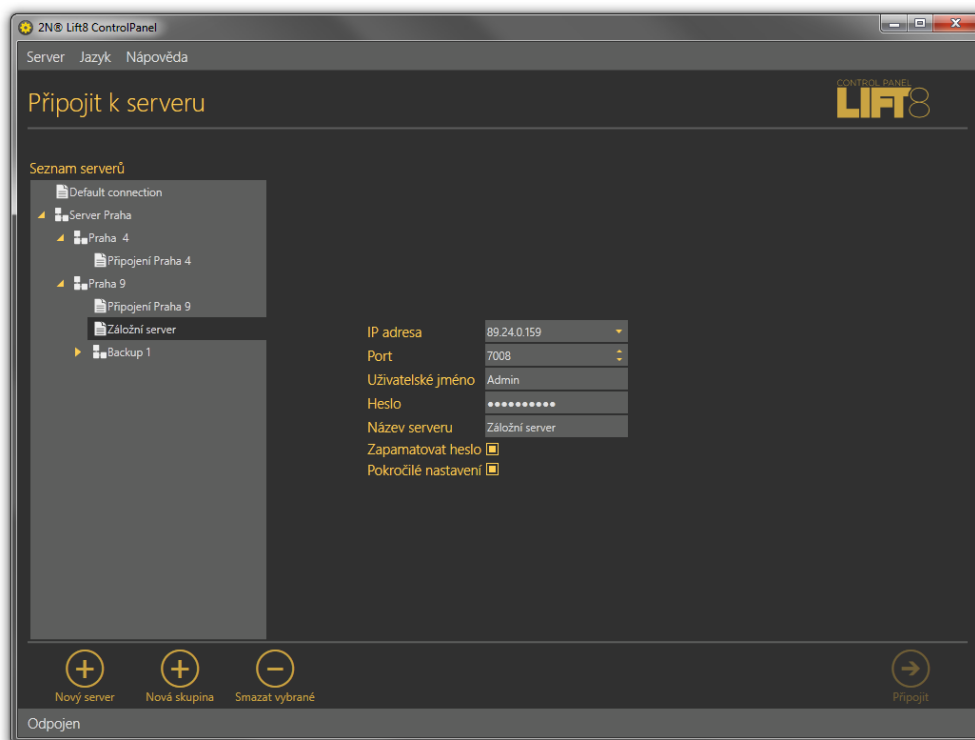 2N® Lift8 ControlPanel
Server Jazyk Nápověda
Připojit k serveru
CONTROL PANEL
LIFT8
Seznam serverů
Default connection
Server Praha
Praha 4
Připojení Praha 4
Praha 9
Připojení Praha 9
Záložní server
Backup 1
IP adresa 89.24.0.159
Port 7008
Uživatelské jméno Admin
Heslo ●●●●●●●●●●
Název serveru Záložní server
Zapamatovat heslo
Pokročilé nastavení
Nový server Nová skupina Smazat vybrané Připojit
Odpojen